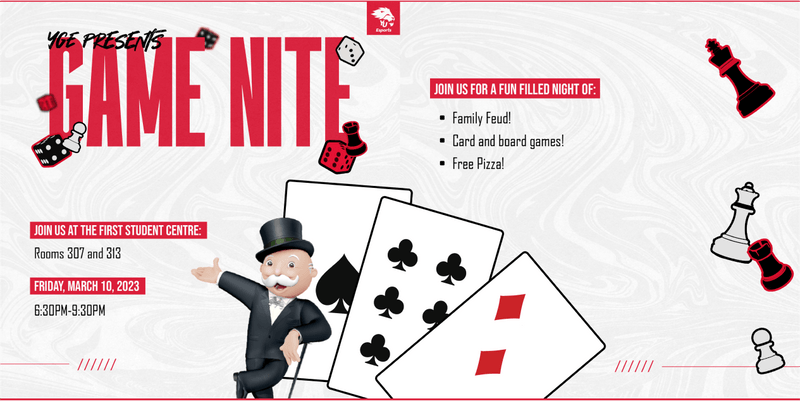 YGE PRESENTS
GAME NITE
YU
Esports
JOIN US FOR A FUN FILLED NIGHT OF:
Family Feud!
Card and board games!
Free Pizza!
JOIN US AT THE FIRST STUDENT CENTRE:
Rooms 307 and 313
FRIDAY, MARCH 10, 2023
6:30PM-9:30PM